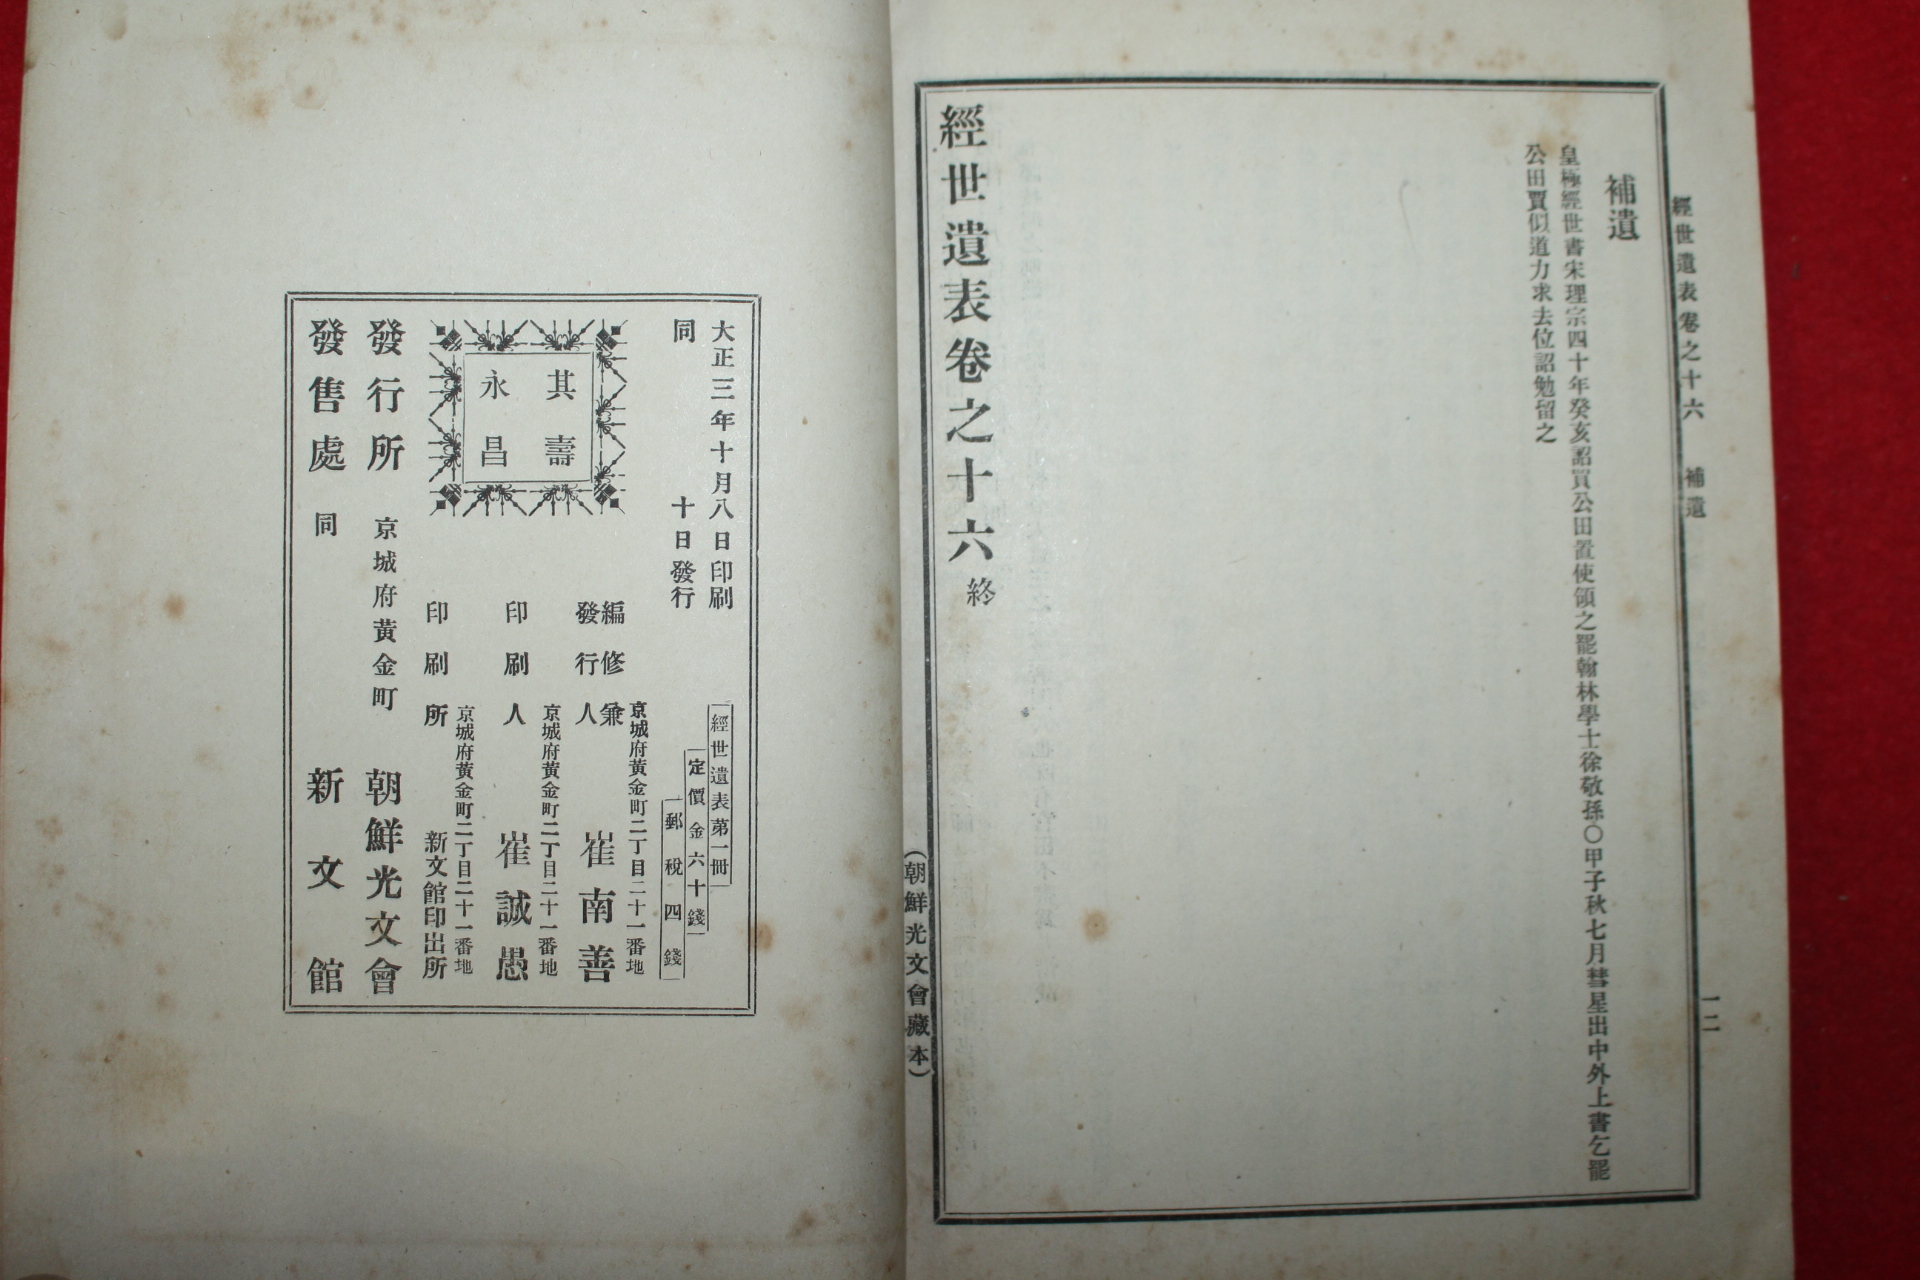 經世遺表卷之十六 補遺 一二
補遺
皇極經世書宋理宗四十年癸亥詔買公田置使領之罷翰林學士徐敬孫〇甲子秋七月彗星出中外上書乞罷
公田賈似道力求去位詔勉留之
經世遺表卷之十六 終
(朝鮮光文會藏本)
大正三年十月八日印刷
同 十日發行
經世遺表第一冊
定價金六十錢
郵稅四錢
其壽
永昌
京城府黃金町二丁目二十一番地
編修兼
發行人 崔南善
京城府黃金町二丁目二十一番地
印刷人 崔誠愚
京城府黃金町二丁目二十一番地
印刷所 新文館印出所
發行所 京城府黃金町 朝鮮光文會
發售處 同 新文館